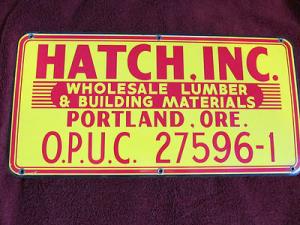 HATCH, INC.
WHOLESALE LUMBER
& BUILDING MATERIALS
PORTLAND, ORE.
O.P.U.C. 27596-1